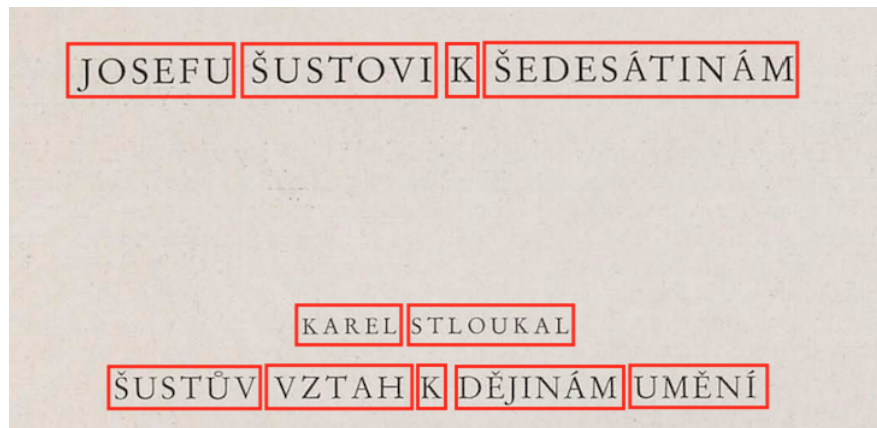 JOSEFU ŠUSTOVI K ŠEDESÁTINÁM
KAREL STLOUKAL
ŠUSTŮV VZTAH K DĚJINÁM UMĚNÍ